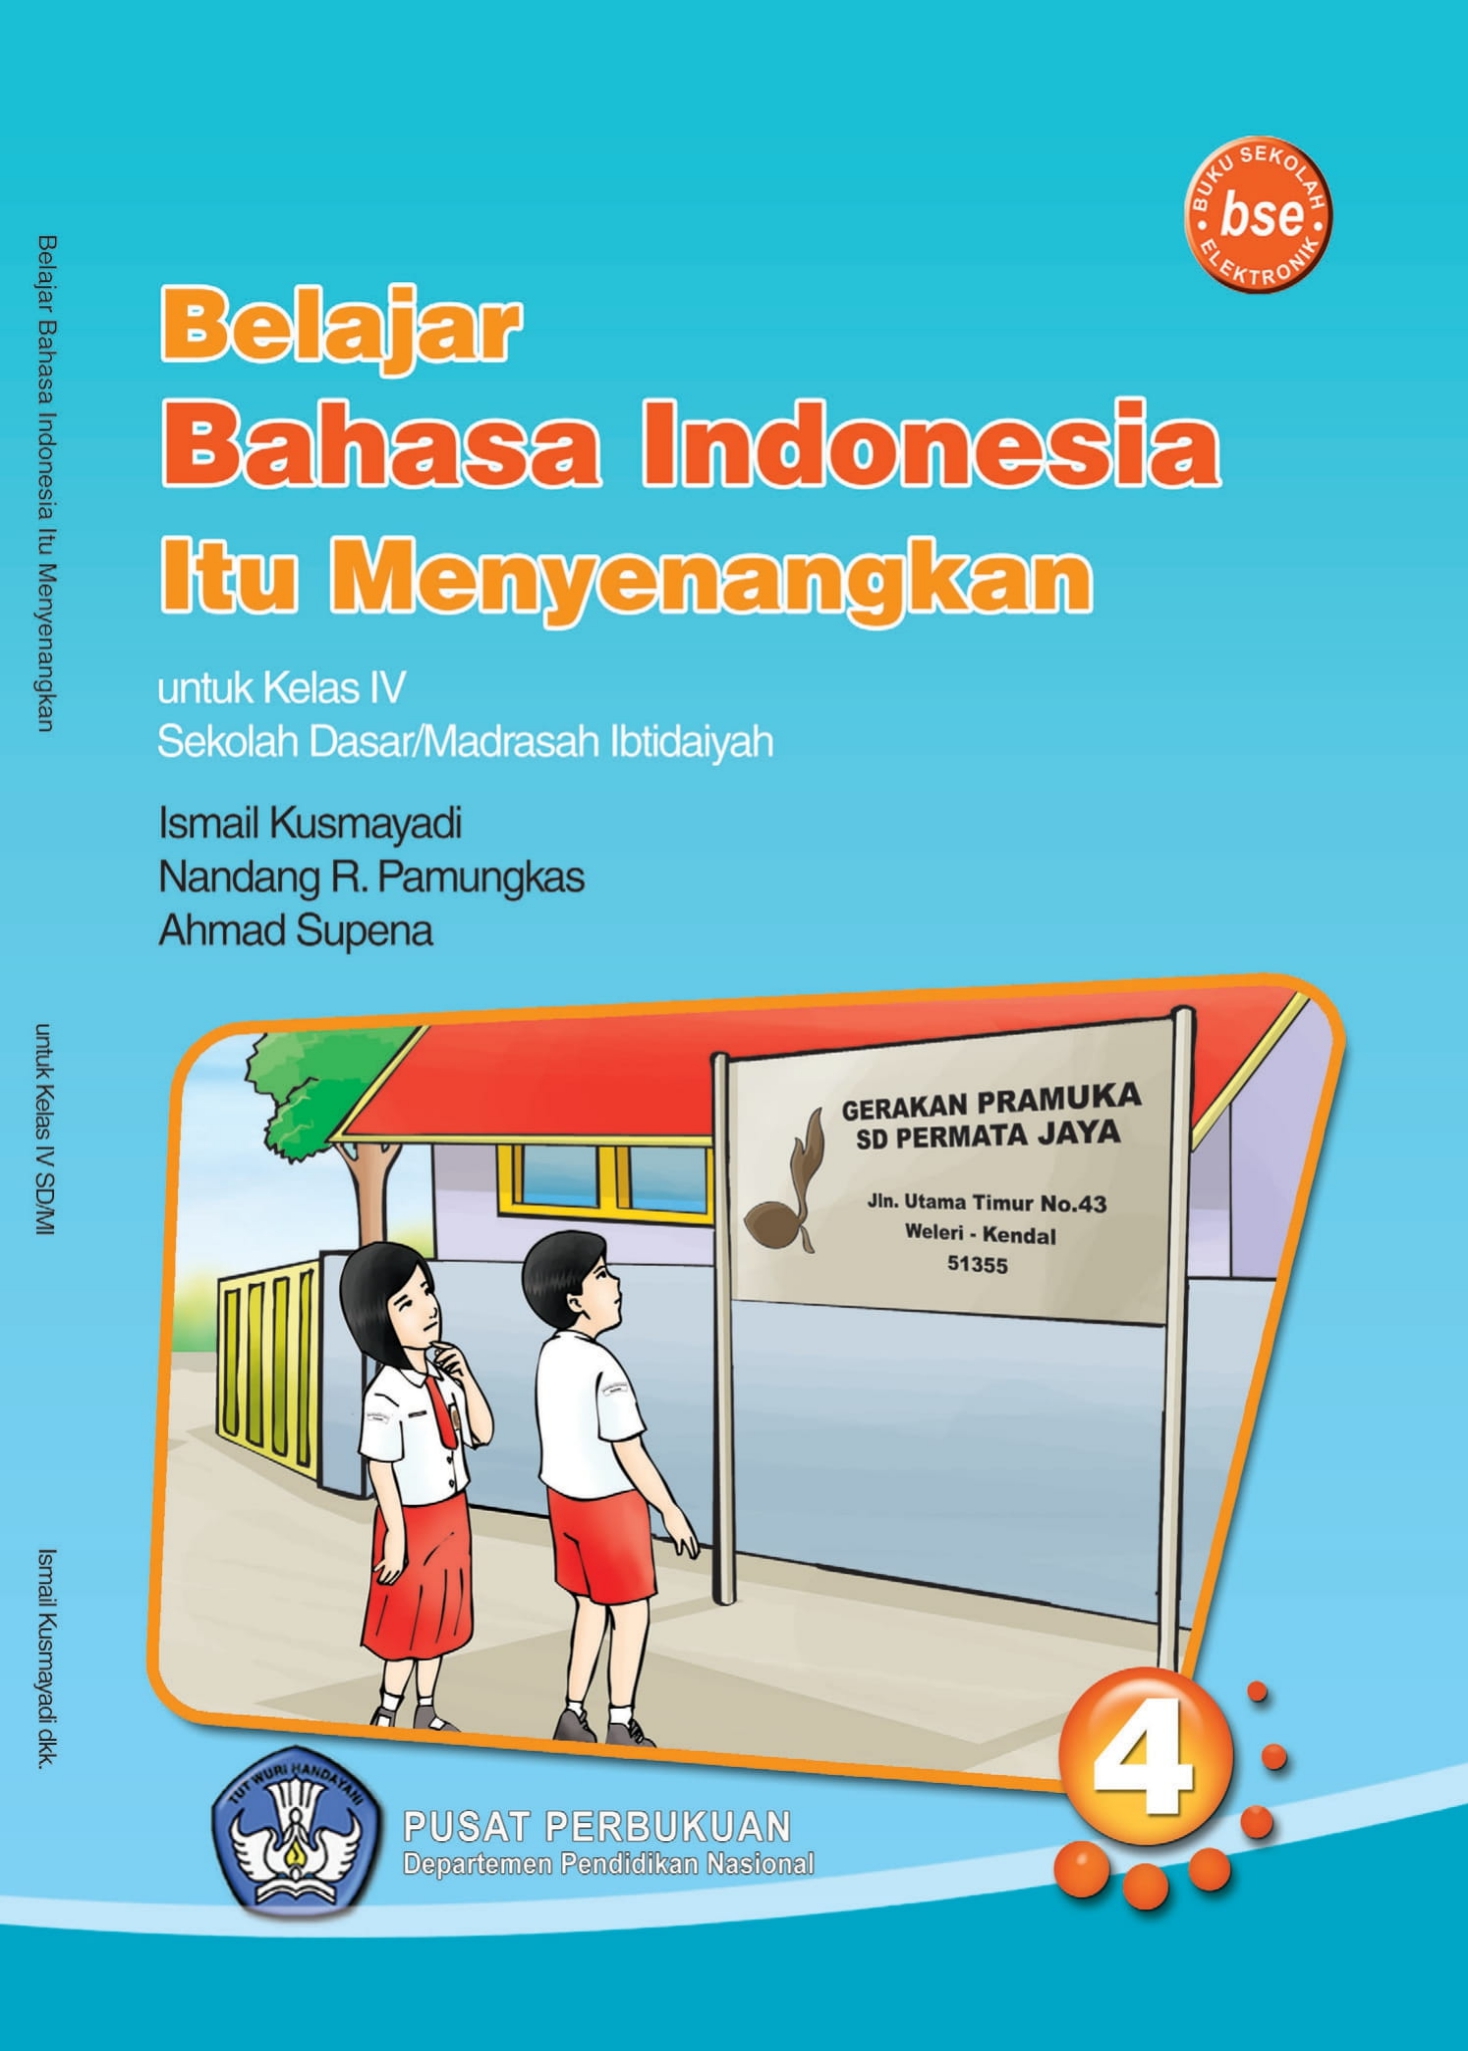 BUKU SEKOLAH
bse
ELEKTRONIK
Belajar
Bahasa Indonesia
Itu Menyenangkan
untuk Kelas IV
Sekolah Dasar/Madrasah Ibtidaiyah
Ismail Kusmayadi
Nandang R. Pamungkas
Ahmad Supena
GERAKAN PRAMUKA
SD PERMATA JAYA
Jln. Utama Timur No.43
Weleri - Kendal
51355
4
TUT WURI HANDAYANI
PUSAT PERBUKUAN
Departemen Pendidikan Nasional
Belajar Bahasa Indonesia Itu Menyenangkan
untuk Kelas IV SD/MI
Ismail Kusmayadi dkk.